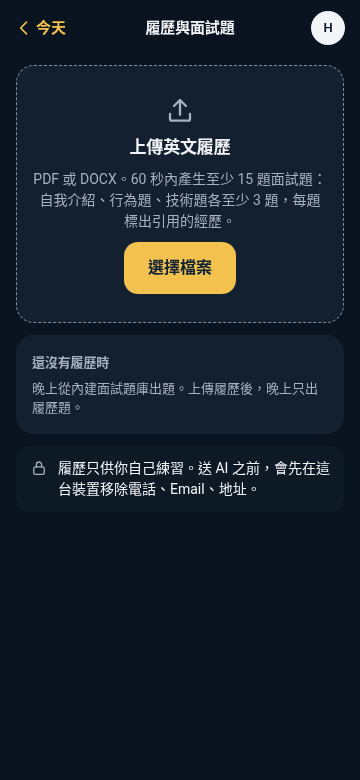 今天
履歷與面試題
H
上傳英文履歷
PDF 或 DOCX。60 秒內產生至少 15 題面試題：
自我介紹、行為題、技術題各至少 3 題，每題
標出引用的經歷。
選擇檔案
還沒有履歷時
晚上從內建面試題庫出題。上傳履歷後，晚上只出
履歷題。
履歷只供你自己練習。送 AI 之前，會先在這
台裝置移除電話、Email、地址。